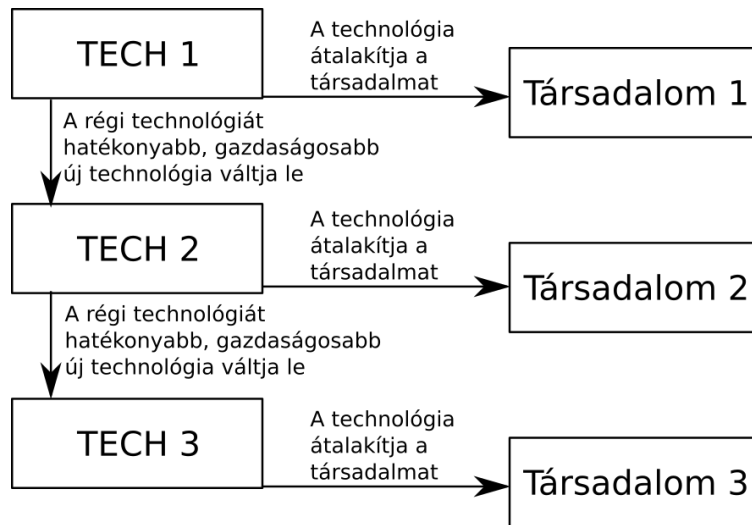 TECH 1
A technológia
átalakítja a
társadalmat
Társadalom 1
A régi technológiát
hatékonyabb, gazdaságosabb
új technológia váltja le
TECH 2
A technológia
átalakítja a
társadalmat
Társadalom 2
A régi technológiát
hatékonyabb, gazdaságosabb
új technológia váltja le
TECH 3
A technológia
átalakítja a
társadalmat
Társadalom 3